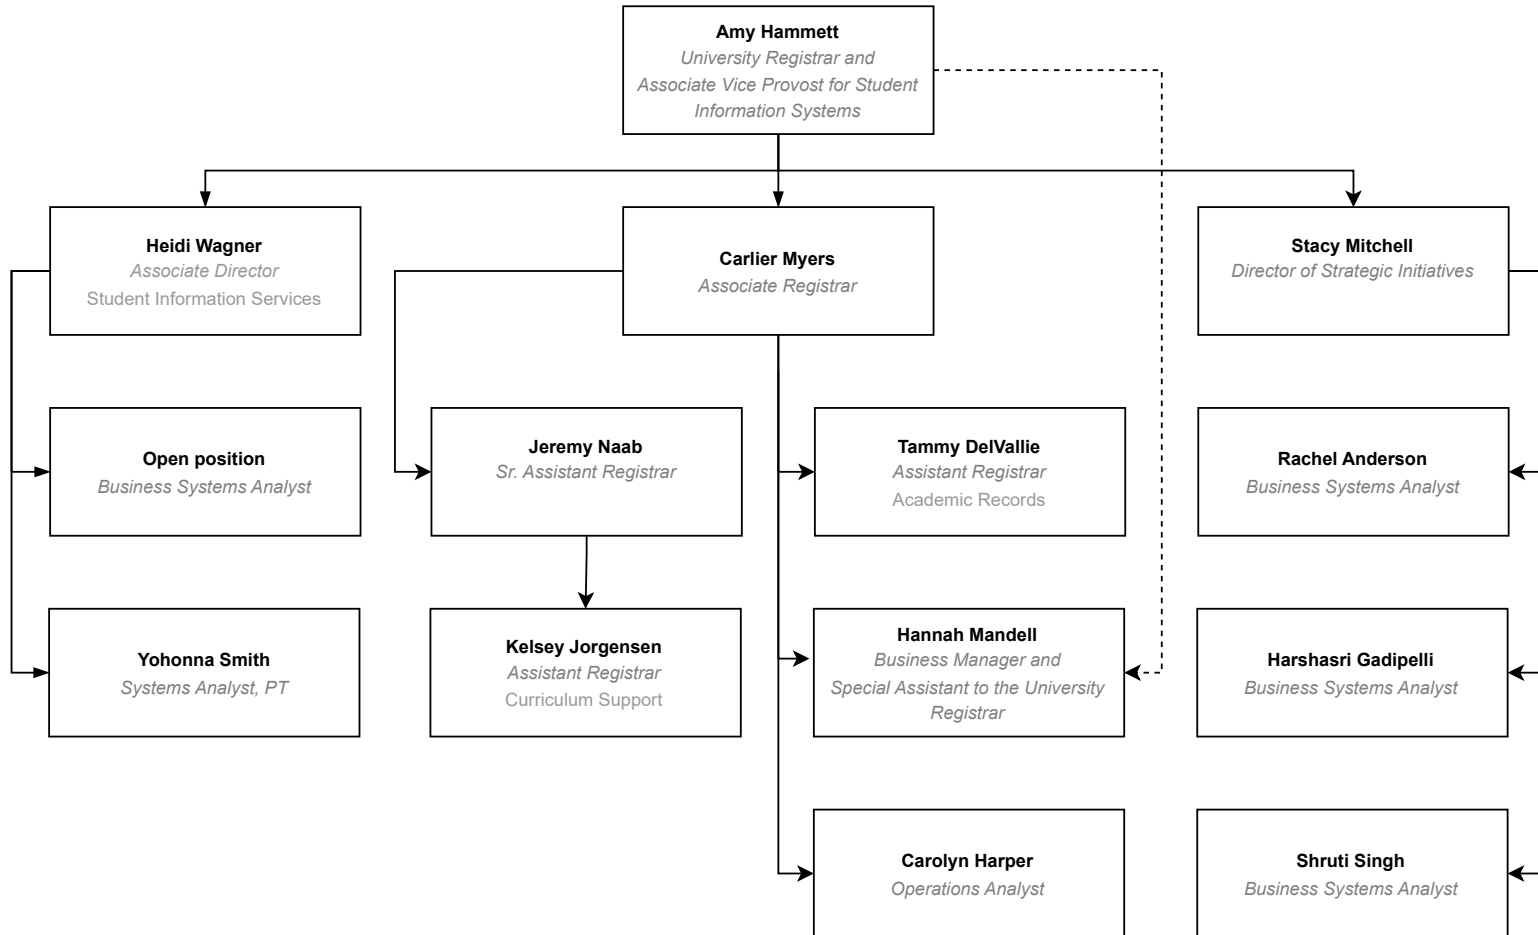 Amy Hammett
University Registrar and
Associate Vice Provost for Student
Information Systems
Heidi Wagner
Associate Director
Student Information Services
Carlier Myers
Associate Registrar
Stacy Mitchell
Director of Strategic Initiatives
Open position
Business Systems Analyst
Jeremy Naab
Sr. Assistant Registrar
Tammy DelVallie
Assistant Registrar
Academic Records
Rachel Anderson
Business Systems Analyst
Yohonna Smith
Systems Analyst, PT
Kelsey Jorgensen
Assistant Registrar
Curriculum Support
Hannah Mandell
Business Manager and
Special Assistant to the University
Registrar
Harshasri Gadipelli
Business Systems Analyst
Carolyn Harper
Operations Analyst
Shruti Singh
Business Systems Analyst